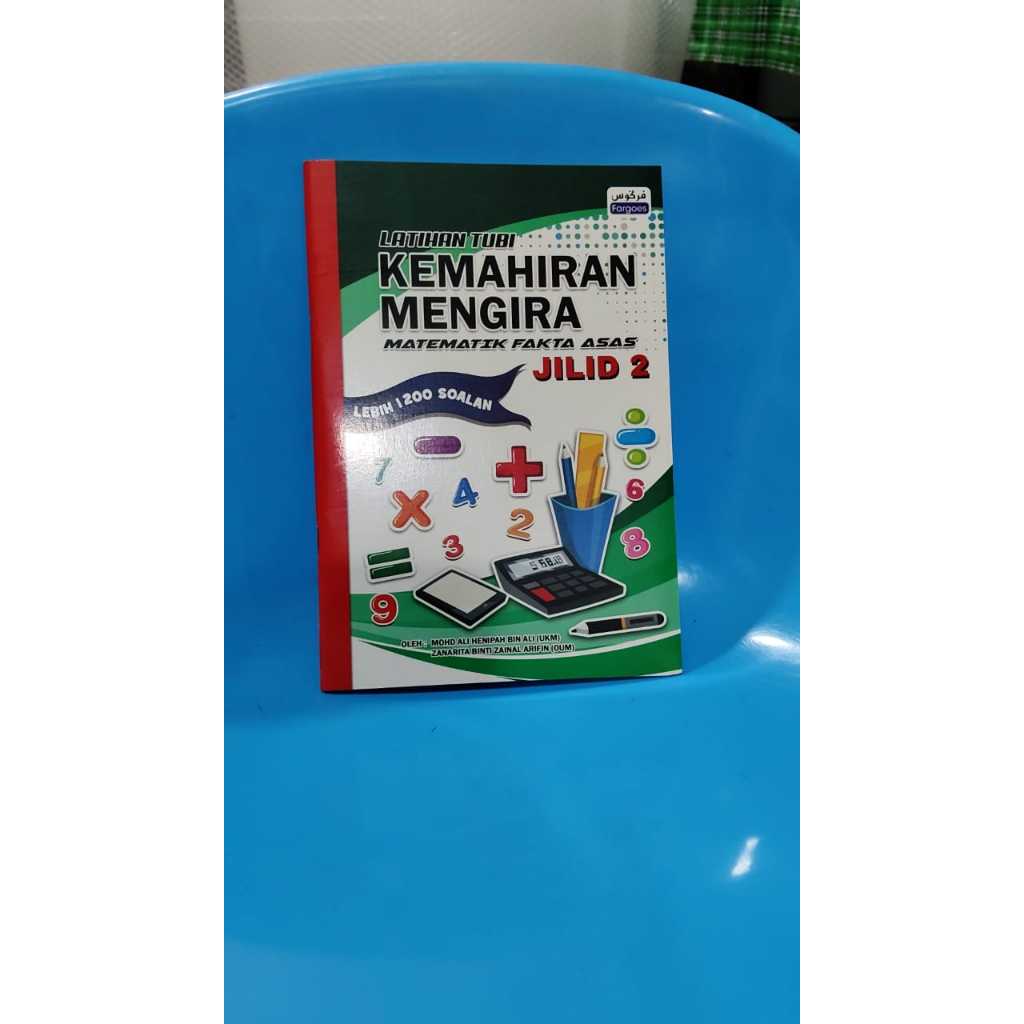 فرݢوس
Fargoes
LATIHAN TUBI
KEMAHIRAN
MENGIRA
MATEMATIK FAKTA ASAS
JILID 2
LEBIH 1200 SOALAN
7
4
2
3
6
8
9
OLEH:- MOHD ALI HENIPAH BIN ALI (UKM)
ZANARITA BINTI ZAINAL ARIFIN (OUM)